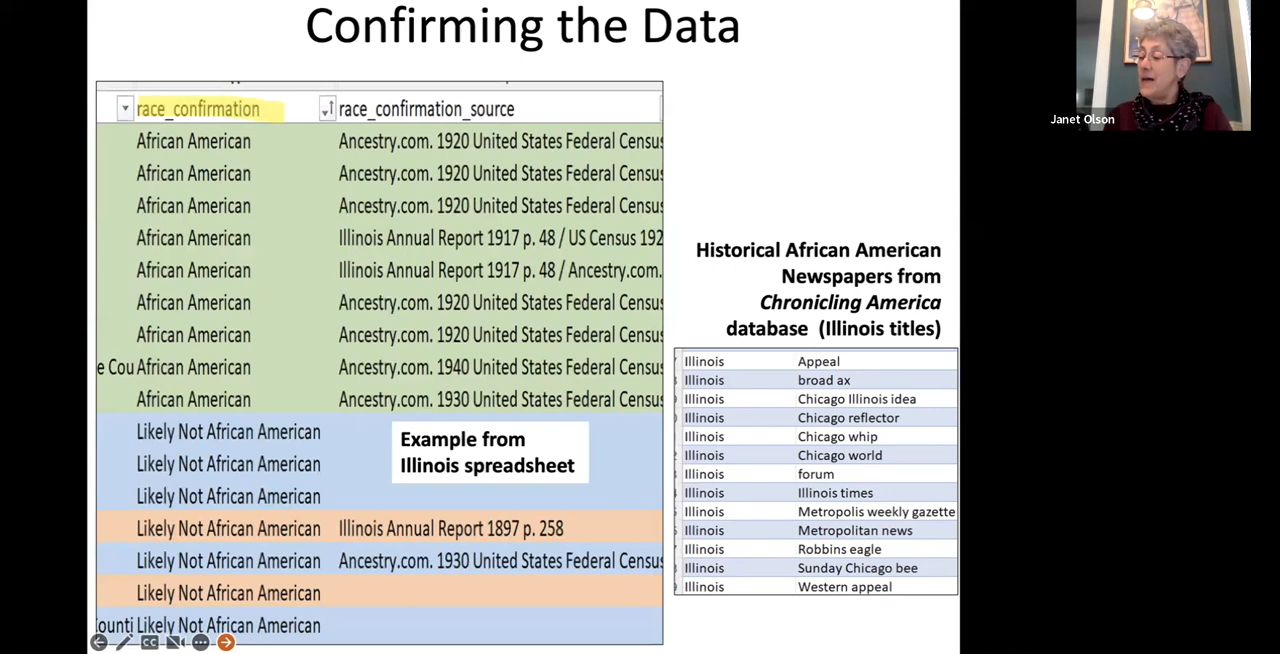 Confirming the Data
race_confirmation race_confirmation_source
African American Ancestry.com. 1920 United States Federal Census
African American Ancestry.com. 1920 United States Federal Census
African American Ancestry.com. 1920 United States Federal Census
African American Illinois Annual Report 1917 p. 48 / US Census 192
African American Illinois Annual Report 1917 p. 48 / Ancestry.com.
African American Ancestry.com. 1920 United States Federal Census
African American Ancestry.com. 1920 United States Federal Census
e Cou African American Ancestry.com. 1940 United States Federal Census
African American Ancestry.com. 1930 United States Federal Census
Likely Not African American
Likely Not African American
Likely Not African American
Likely Not African American Illinois Annual Report 1897 p. 258
Likely Not African American Ancestry.com. 1930 United States Federal Census
Likely Not African American
ounti Likely Not African American
Example from
Illinois spreadsheet
CC
Historical African American
Newspapers from
Chronicling America
database (Illinois titles)
Illinois Appeal
Illinois broad ax
Illinois Chicago Illinois idea
Illinois Chicago reflector
Illinois Chicago whip
Illinois Chicago world
Illinois forum
Illinois Illinois times
Illinois Metropolis weekly gazette
Illinois Metropolitan news
Illinois Robbins eagle
Illinois Sunday Chicago bee
Illinois Western appeal
Janet Olson